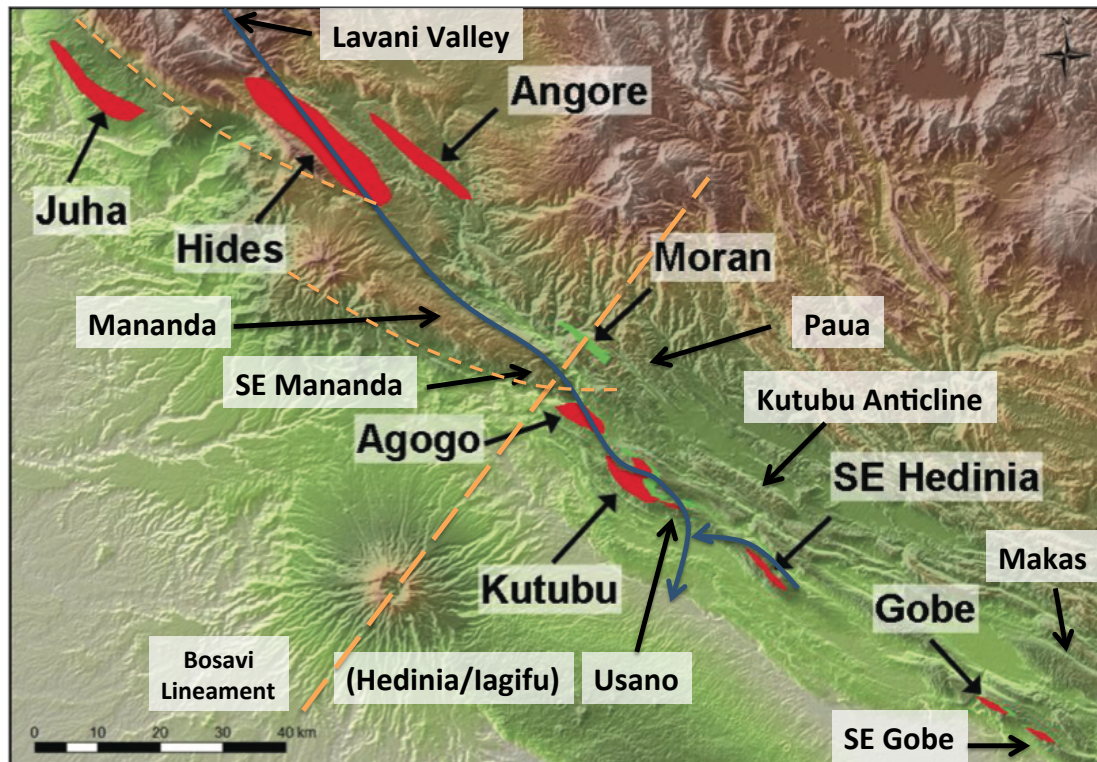 Lavani Valley
Angore
Juha
Hides
Moran
Mananda
Paua
SE Mananda
Kutubu Anticline
Agogo
SE Hedinia
Makas
Kutubu
Gobe
Bosavi
Lineament
(Hedinia/Iagifu)
Usano
SE Gobe
0 10 20 30 40 km